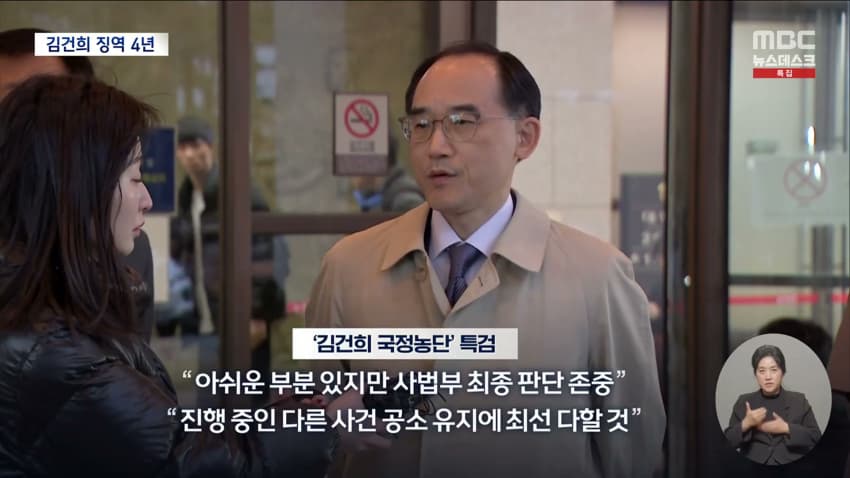 김건희 징역 4년
MBC
뉴스데스크
특집
'김건희 국정농단' 특검
“아쉬운 부분 있지만 사법부 최종 판단 존중”
“진행 중인 다른 사건 공소 유지에 최선 다할 것”